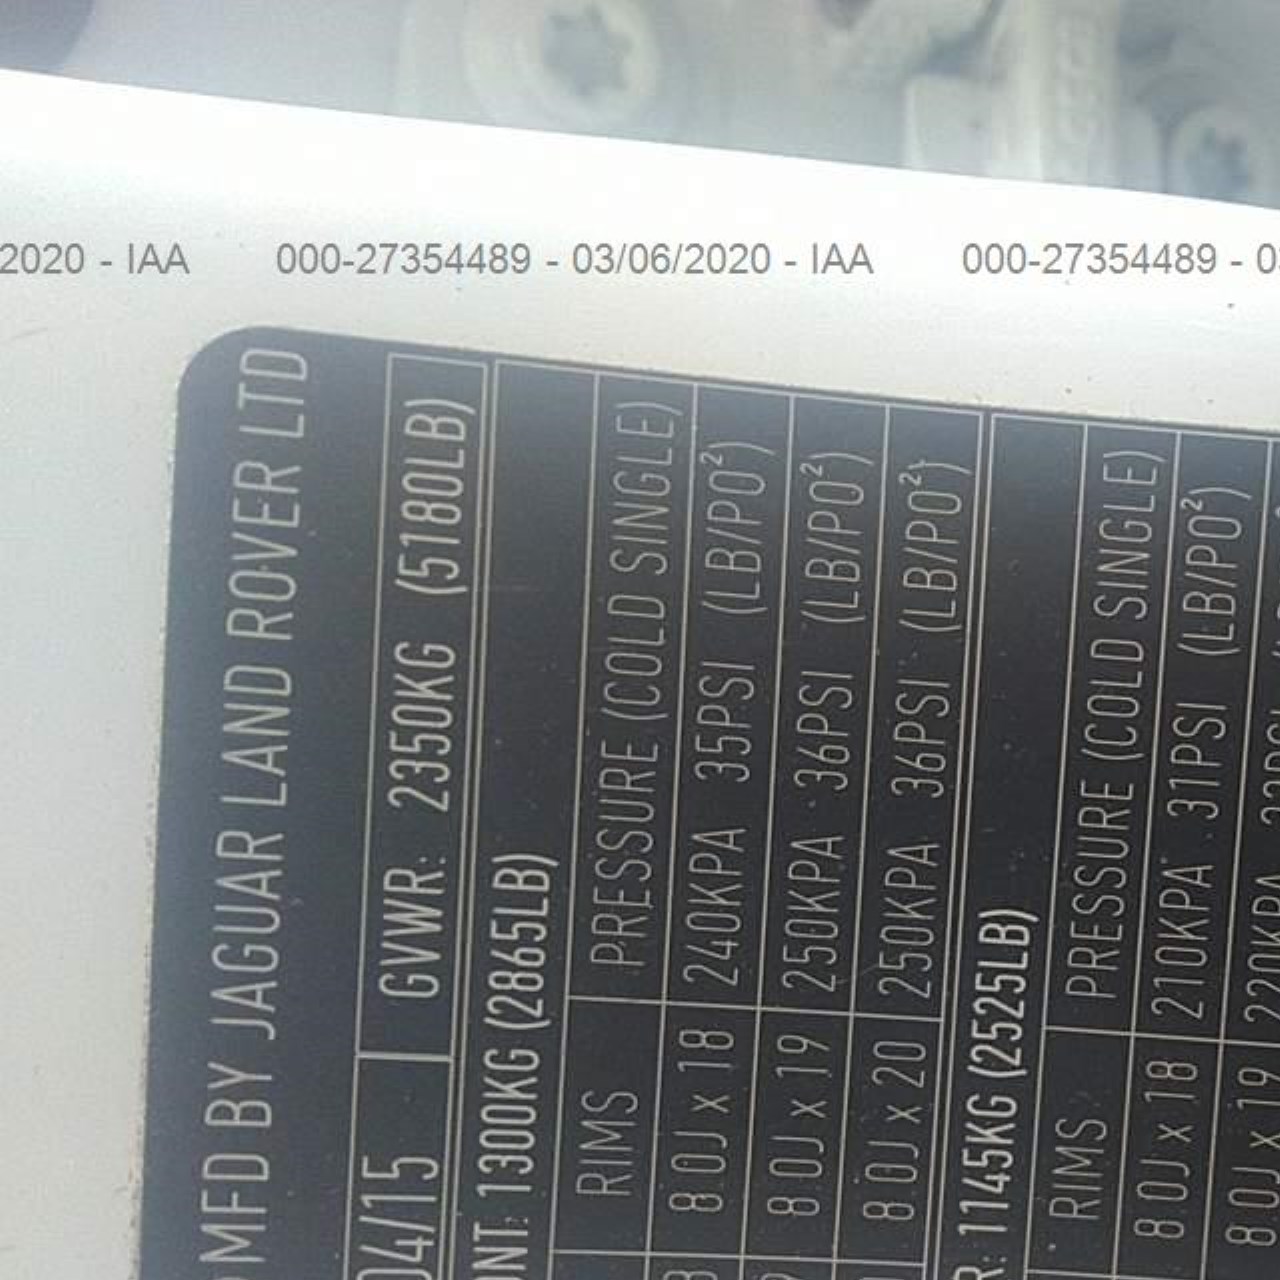 2020 - IAA 000-27354489 - 03/06/2020 - IAA 000-27354489 - 0
MFD BY JAGUAR LAND ROVER LTD
04/15 GVWR: 2350KG (5180LB)
ONT: 1300KG (2865LB)
RIMS PRESSURE (COLD SINGLE)
8.0J x 18 240KPA 35PSI (LB/PO²)
8.0J x 19 250KPA 36PSI (LB/PO²)
8.0J x 20 250KPA 36PSI (LB/PO²)
R: 1145KG (2525LB)
RIMS PRESSURE (COLD SINGLE)
8.0J x 18 210KPA 31PSI (LB/PO²)
8.0J x 19 220KPA